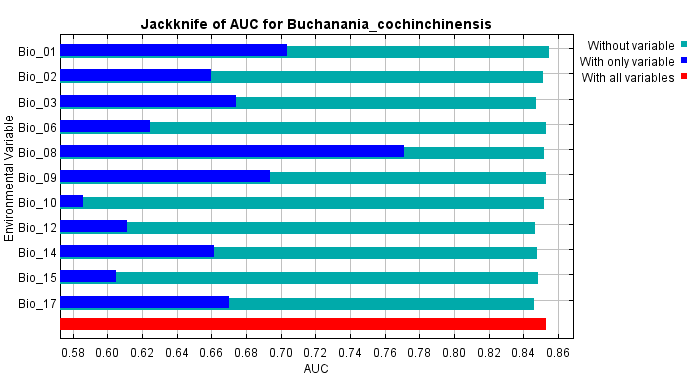 Jackknife of AUC for Buchanania_cochinchinensis
Without variable
With only variable
With all variables
Environmental Variable
Bio_01
Bio_02
Bio_03
Bio_06
Bio_08
Bio_09
Bio_10
Bio_12
Bio_14
Bio_15
Bio_17
0.58 0.60 0.62 0.64 0.66 0.68 0.70 0.72 0.74 0.76 0.78 0.80 0.82 0.84 0.86
AUC